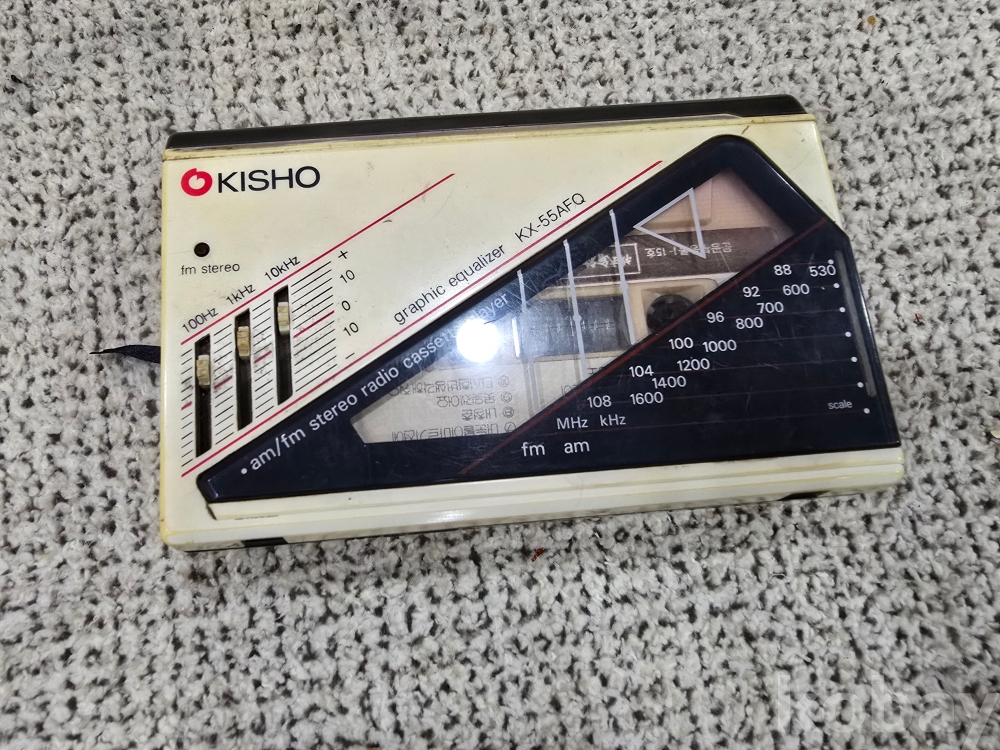 KISHO
fm stereo
100Hz 1kHz 10kHz
+
10
0
10
-
graphic equalizer KX-55AFQ
am/fm stereo radio cassette player
88 530
92 600
96 700
800
100 1000
104 1200
1400
108 1600
MHz kHz
fm am
scale
kobay